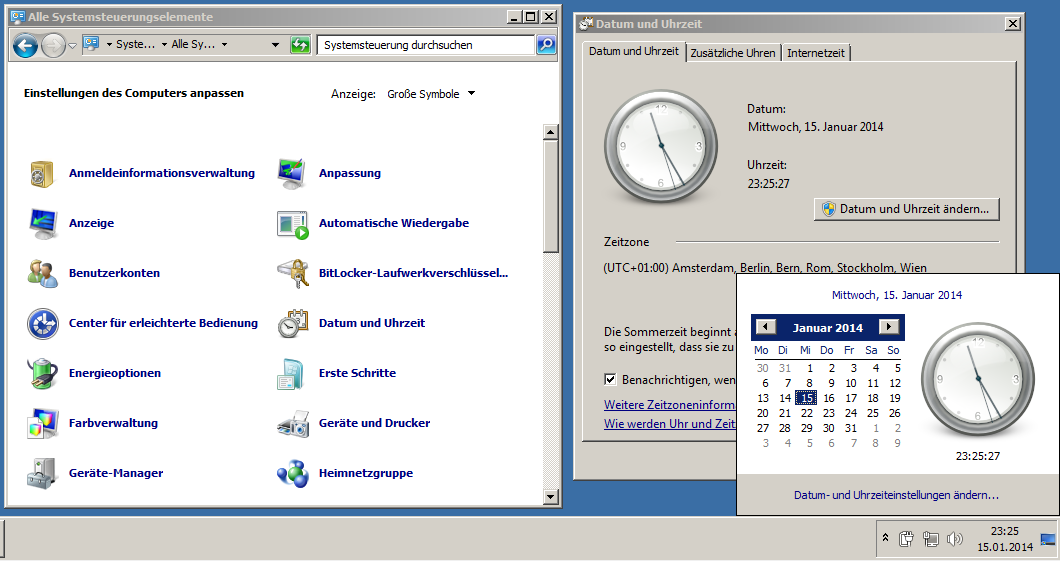 Alle Systemsteuerungselemente
Syste... Alle Sy...
Systemsteuerung durchsuchen
Einstellungen des Computers anpassen
Anzeige: Große Symbole
Anmeldeinformationsverwaltung
Anpassung
Anzeige
Automatische Wiedergabe
Benutzerkonten
BitLocker-Laufwerkverschlüssel...
Center für erleichterte Bedienung
Datum und Uhrzeit
Energieoptionen
Erste Schritte
Farbverwaltung
Geräte und Drucker
Geräte-Manager
Heimnetzgruppe
Datum und Uhrzeit
Datum und Uhrzeit Zusätzliche Uhren Internetzeit
12
9 3
6
Datum:
Mittwoch, 15. Januar 2014
Uhrzeit:
23:25:27
Datum und Uhrzeit ändern...
Zeitzone
(UTC+01:00) Amsterdam, Berlin, Bern, Rom, Stockholm, Wien
Die Sommerzeit beginnt
so eingestellt, dass sie zu
Benachrichtigen, wen
Weitere Zeitzoneninform
Wie werden Uhr und Zeit
Mittwoch, 15. Januar 2014
Januar 2014
Mo Di Mi Do Fr Sa So
30 31 1 2 3 4 5
6 7 8 9 10 11 12
13 14 15 16 17 18 19
20 21 22 23 24 25 26
27 28 29 30 31 1 2
3 4 5 6 7 8 9
12
9 3
6
23:25:27
Datum- und Uhrzeiteinstellungen ändern...
23:25
15.01.2014